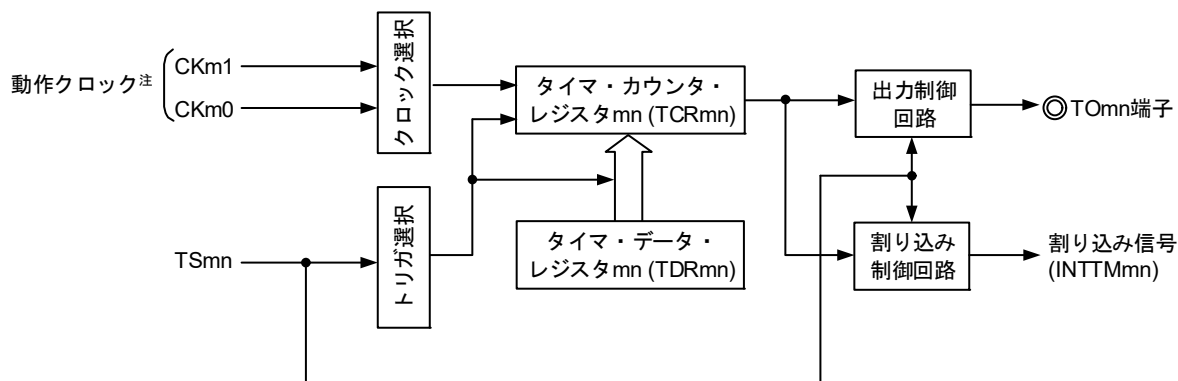 動作クロック注
CKm1
CKm0
クロック選択
タイマ・カウンタ・
レジスタmn (TCRmn)
出力制御
回路
TOmn端子
TSmn
トリガ選択
タイマ・データ・
レジスタmn (TDRmn)
割り込み
制御回路
割り込み信号
(INTTMmn)